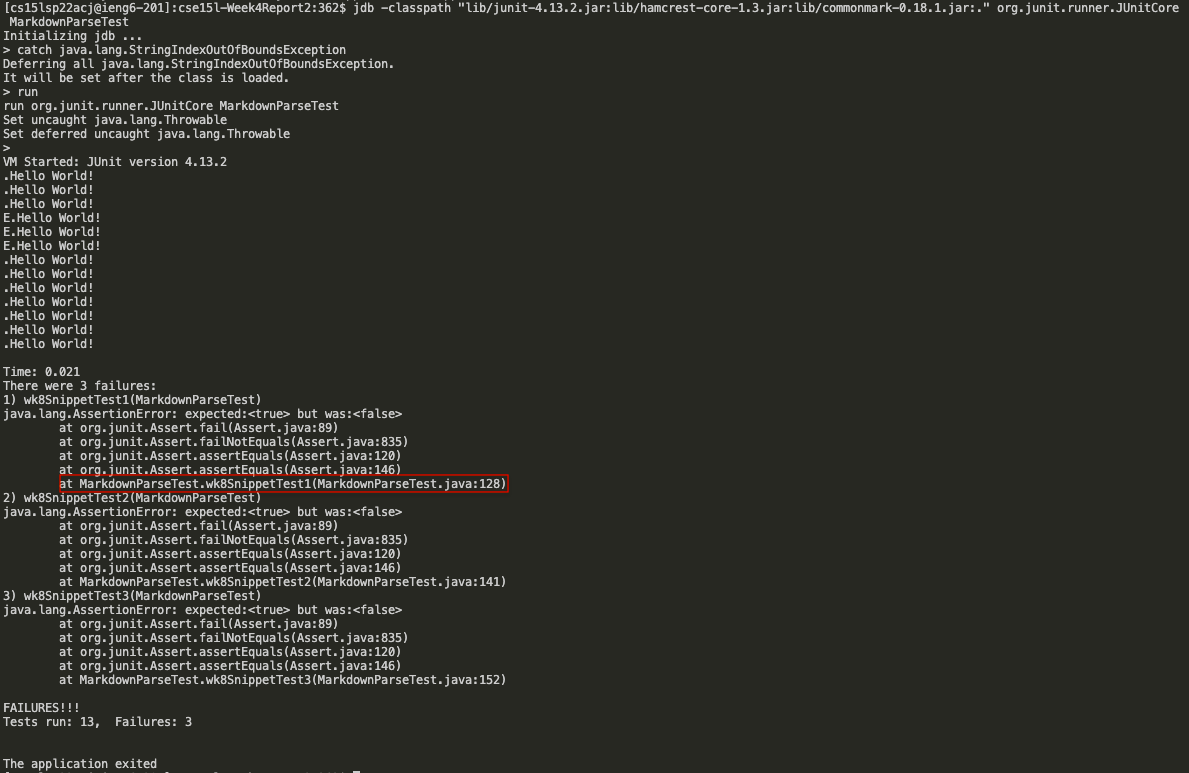 [cs15lsp22acj@ieng6-201]:cse15l-Week4Report2:362$ jdb -classpath "lib/junit-4.13.2.jar:lib/hamcrest-core-1.3.jar:lib/commonmark-0.18.1.jar:." org.junit.runner.JUnitCore
 MarkdownParseTest
Initializing jdb ...
> catch java.lang.StringIndexOutOfBoundsException
Deferring all java.lang.StringIndexOutOfBoundsException.
It will be set after the class is loaded.
> run
run org.junit.runner.JUnitCore MarkdownParseTest
Set uncaught java.lang.Throwable
Set deferred uncaught java.lang.Throwable
>
VM Started: JUnit version 4.13.2
.Hello World!
.Hello World!
.Hello World!
E.Hello World!
E.Hello World!
E.Hello World!
.Hello World!
.Hello World!
.Hello World!
.Hello World!
.Hello World!
.Hello World!
.Hello World!

Time: 0.021
There were 3 failures:
1) wk8SnippetTest1(MarkdownParseTest)
java.lang.AssertionError: expected:<true> but was:<false>
        at org.junit.Assert.fail(Assert.java:89)
        at org.junit.Assert.failNotEquals(Assert.java:835)
        at org.junit.Assert.assertEquals(Assert.java:120)
        at org.junit.Assert.assertEquals(Assert.java:146)
        at MarkdownParseTest.wk8SnippetTest1(MarkdownParseTest.java:128)
2) wk8SnippetTest2(MarkdownParseTest)
java.lang.AssertionError: expected:<true> but was:<false>
        at org.junit.Assert.fail(Assert.java:89)
        at org.junit.Assert.failNotEquals(Assert.java:835)
        at org.junit.Assert.assertEquals(Assert.java:120)
        at org.junit.Assert.assertEquals(Assert.java:146)
        at MarkdownParseTest.wk8SnippetTest2(MarkdownParseTest.java:141)
3) wk8SnippetTest3(MarkdownParseTest)
java.lang.AssertionError: expected:<true> but was:<false>
        at org.junit.Assert.fail(Assert.java:89)
        at org.junit.Assert.failNotEquals(Assert.java:835)
        at org.junit.Assert.assertEquals(Assert.java:120)
        at org.junit.Assert.assertEquals(Assert.java:146)
        at MarkdownParseTest.wk8SnippetTest3(MarkdownParseTest.java:152)

FAILURES!!!
Tests run: 13,  Failures: 3


The application exited